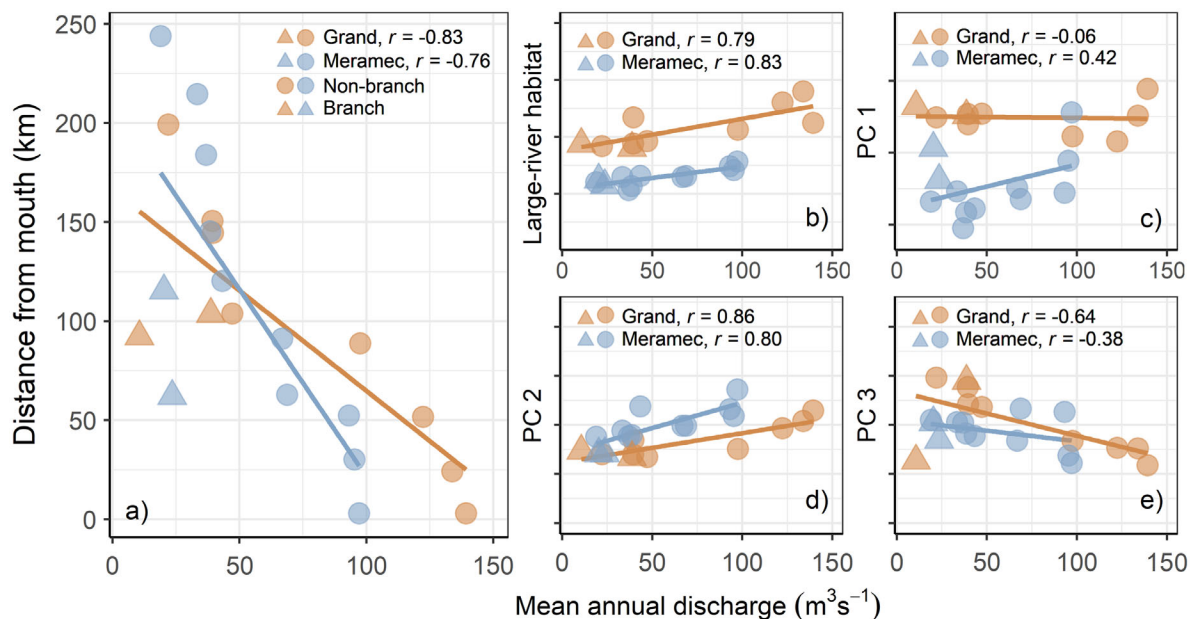 250
200
150
100
50
0
Distance from mouth (km)
Grand, r = -0.83
Meramec, r = -0.76
Non-branch
Branch
a)
0
50
100
150
Large-river habitat
Grand, r = 0.79
Meramec, r = 0.83
b)
0
50
100
150
PC 1
Grand, r = -0.06
Meramec, r = 0.42
c)
0
50
100
150
PC 2
Grand, r = 0.86
Meramec, r = 0.80
d)
0
50
100
150
PC 3
Grand, r = -0.64
Meramec, r = -0.38
e)
0
50
100
150
Mean annual discharge (m³s⁻¹)